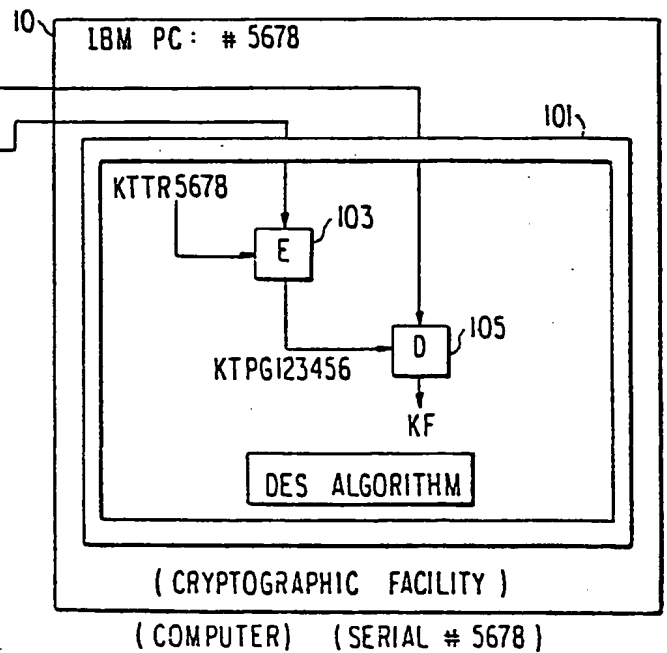 10
IBM PC: # 5678
101
KTTR5678
103
E
D
105
KTPG123456
KF
DES ALGORITHM
( CRYPTOGRAPHIC FACILITY )
( COMPUTER) (SERIAL # 5678 )